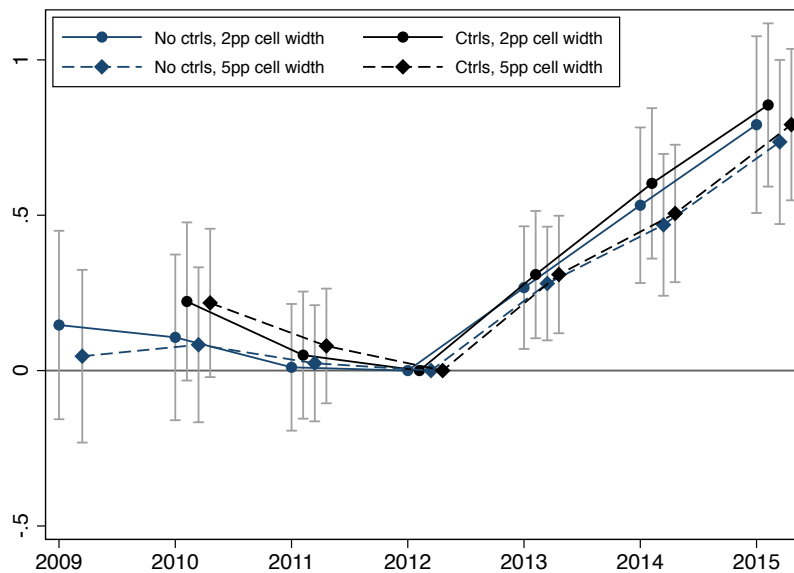 No ctrls, 2pp cell width Ctrls, 2pp cell width
No ctrls, 5pp cell width Ctrls, 5pp cell width
1
.5
0
-.5
2009 2010 2011 2012 2013 2014 2015